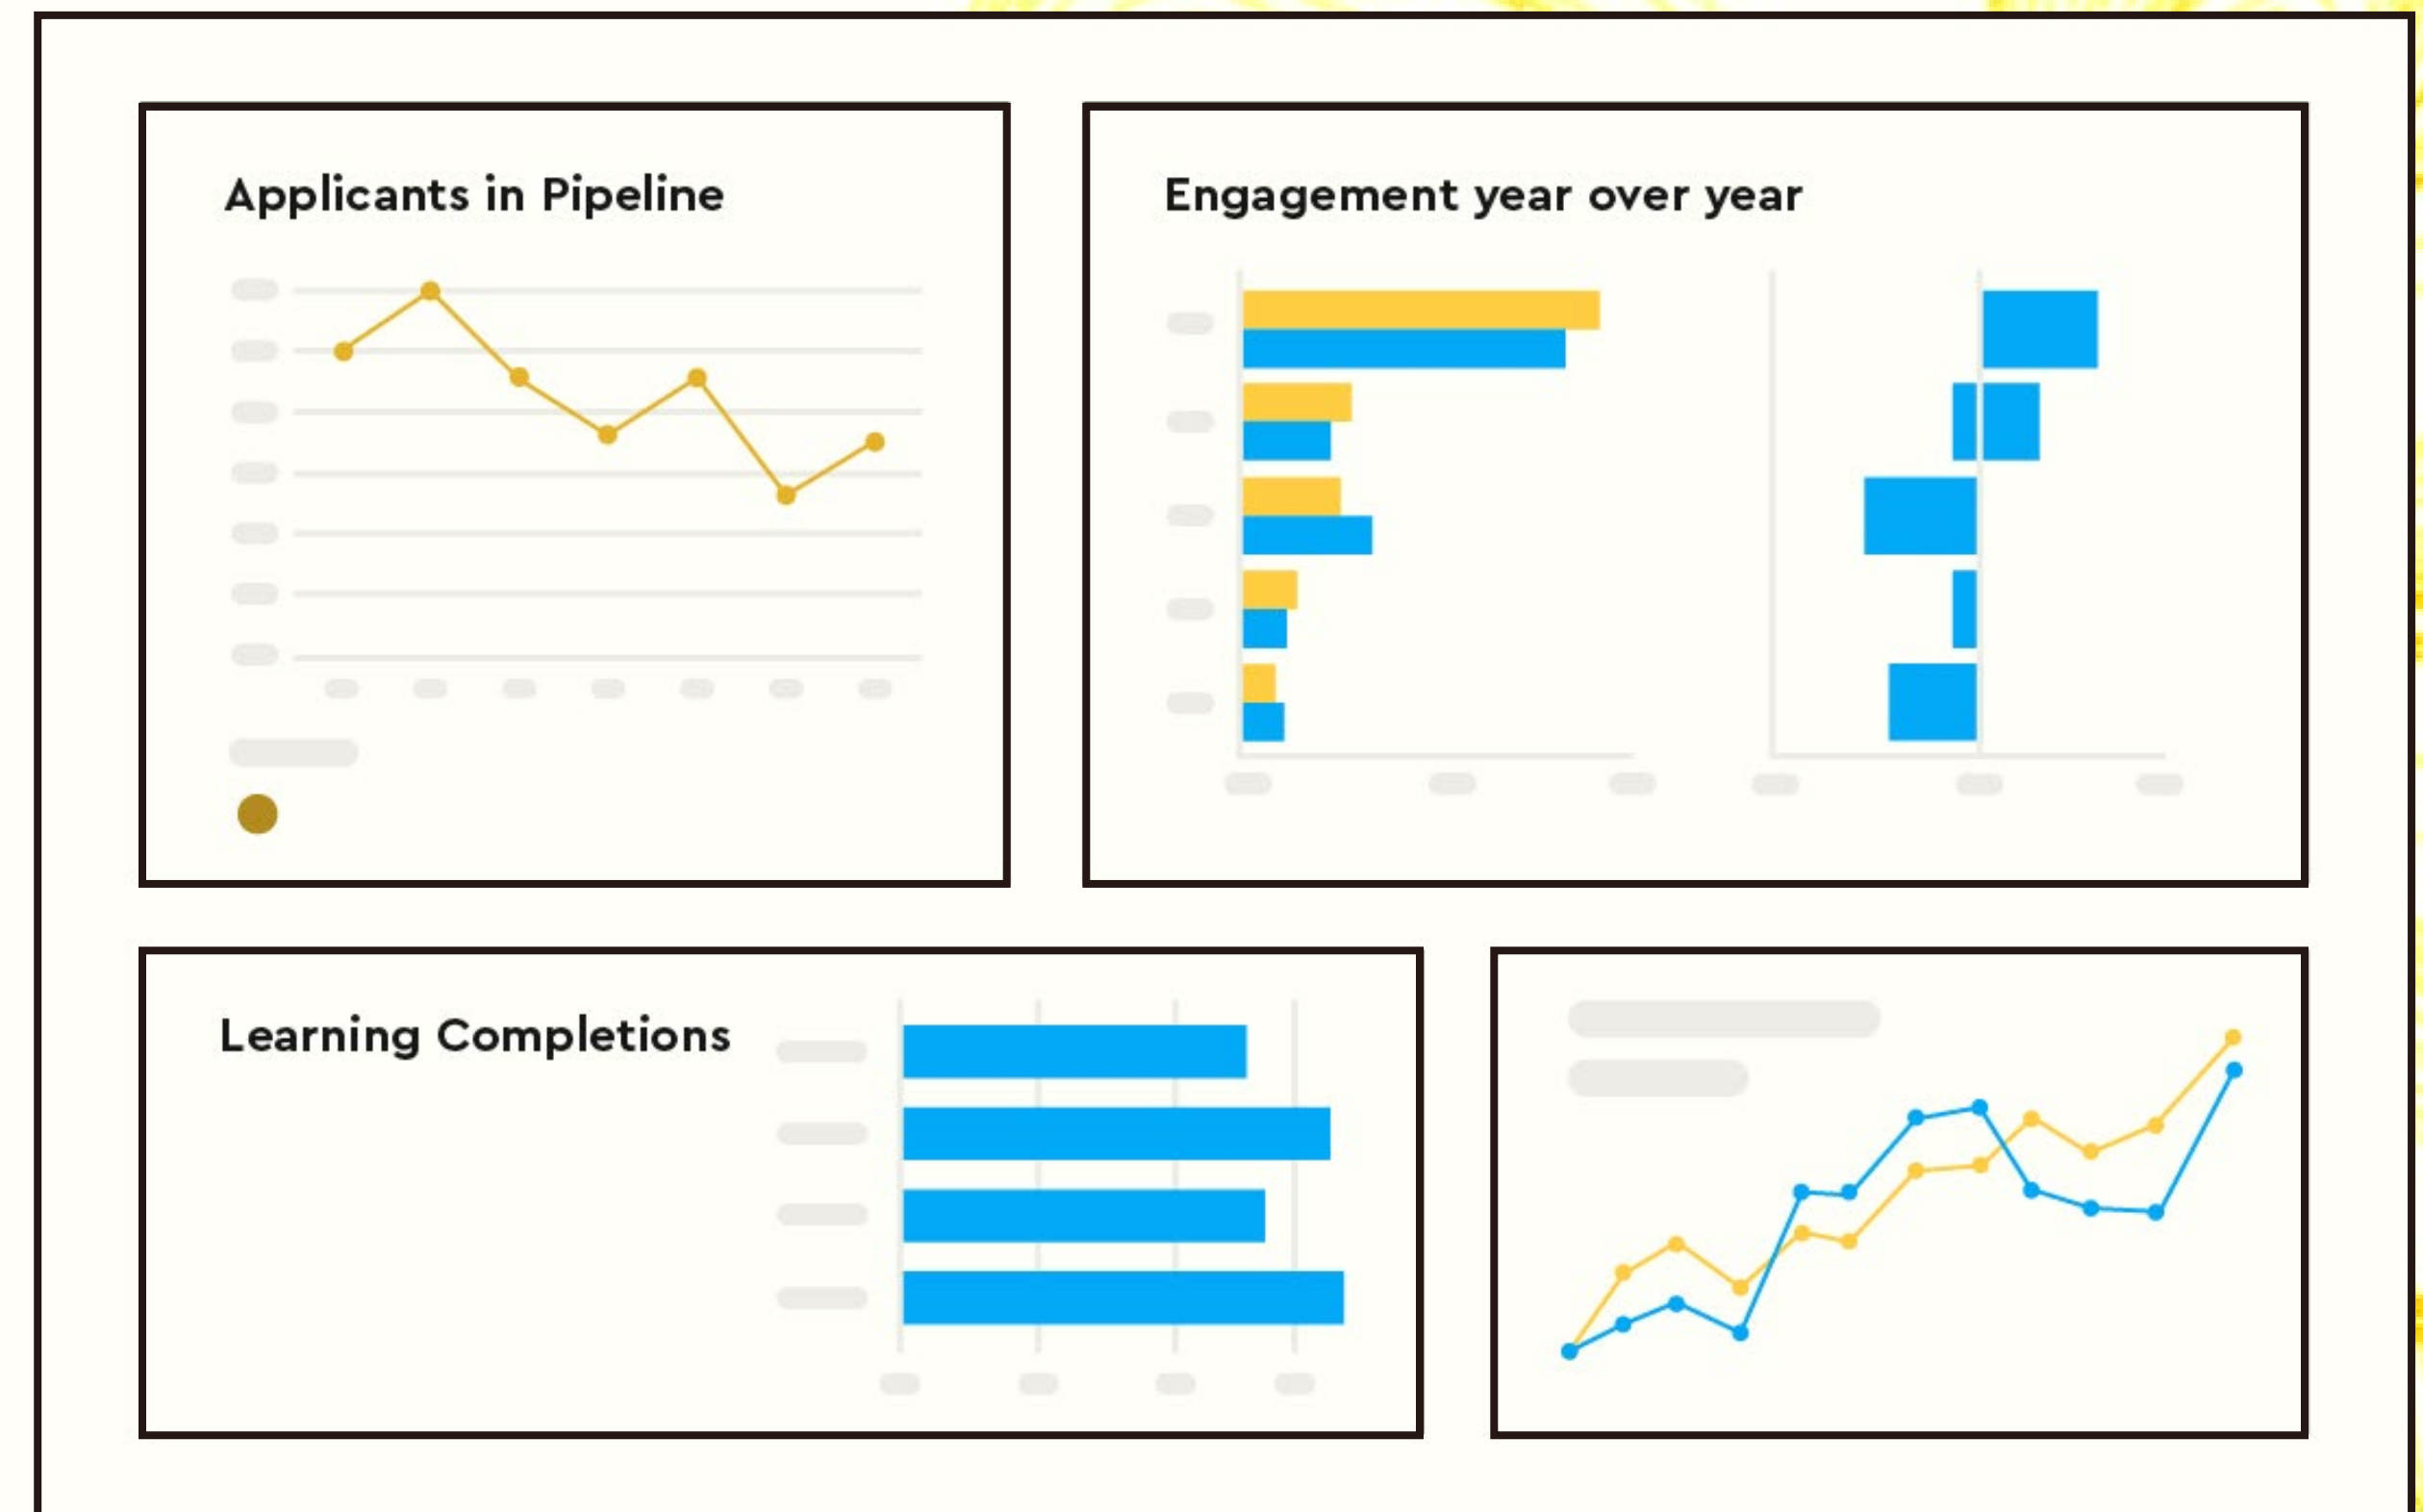 Applicants in Pipeline
Engagement year over year
Learning Completions